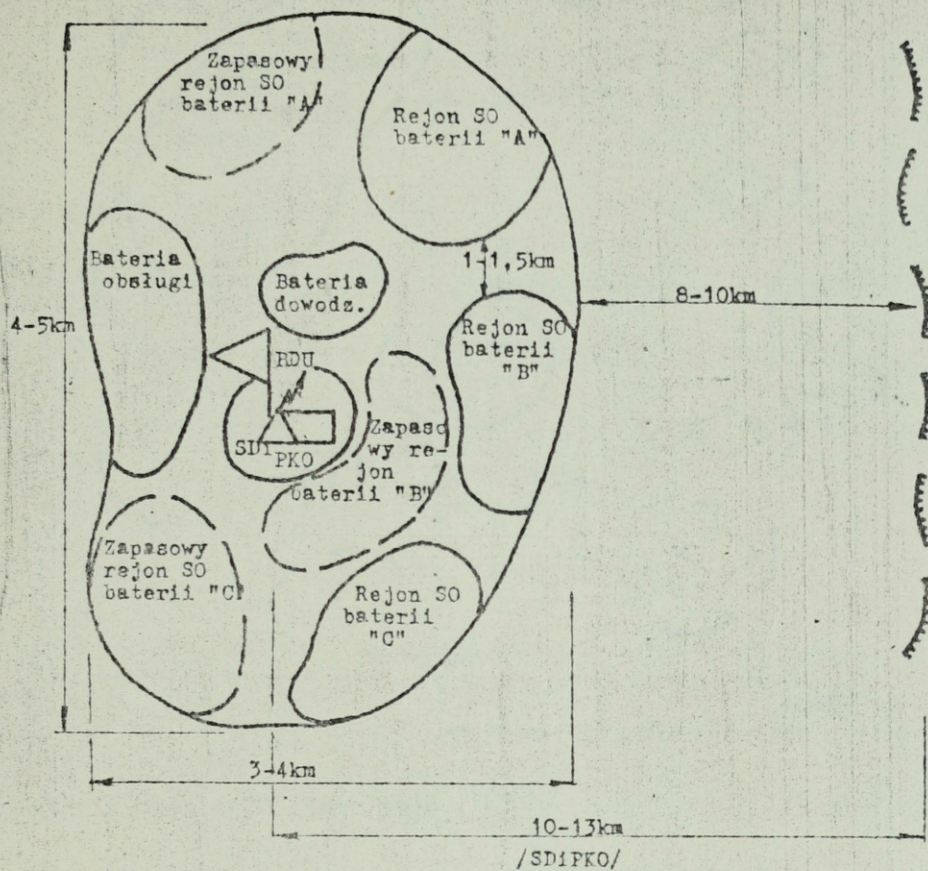 Zapasowy
rejon SO
baterii "A"
Rejon SO
baterii "A"
Bateria
obsługi
Bateria
dowodz.
1-1,5km
8-10km
4-5km
Rejon SO
baterii
"B"
RDU
SDiPKO
Zapaso
wy re-
jon
baterii "B"
Zapasowy
rejon SO
baterii "C"
Rejon SO
baterii
"C"
3-4km
10-13km
/SDiPKO/